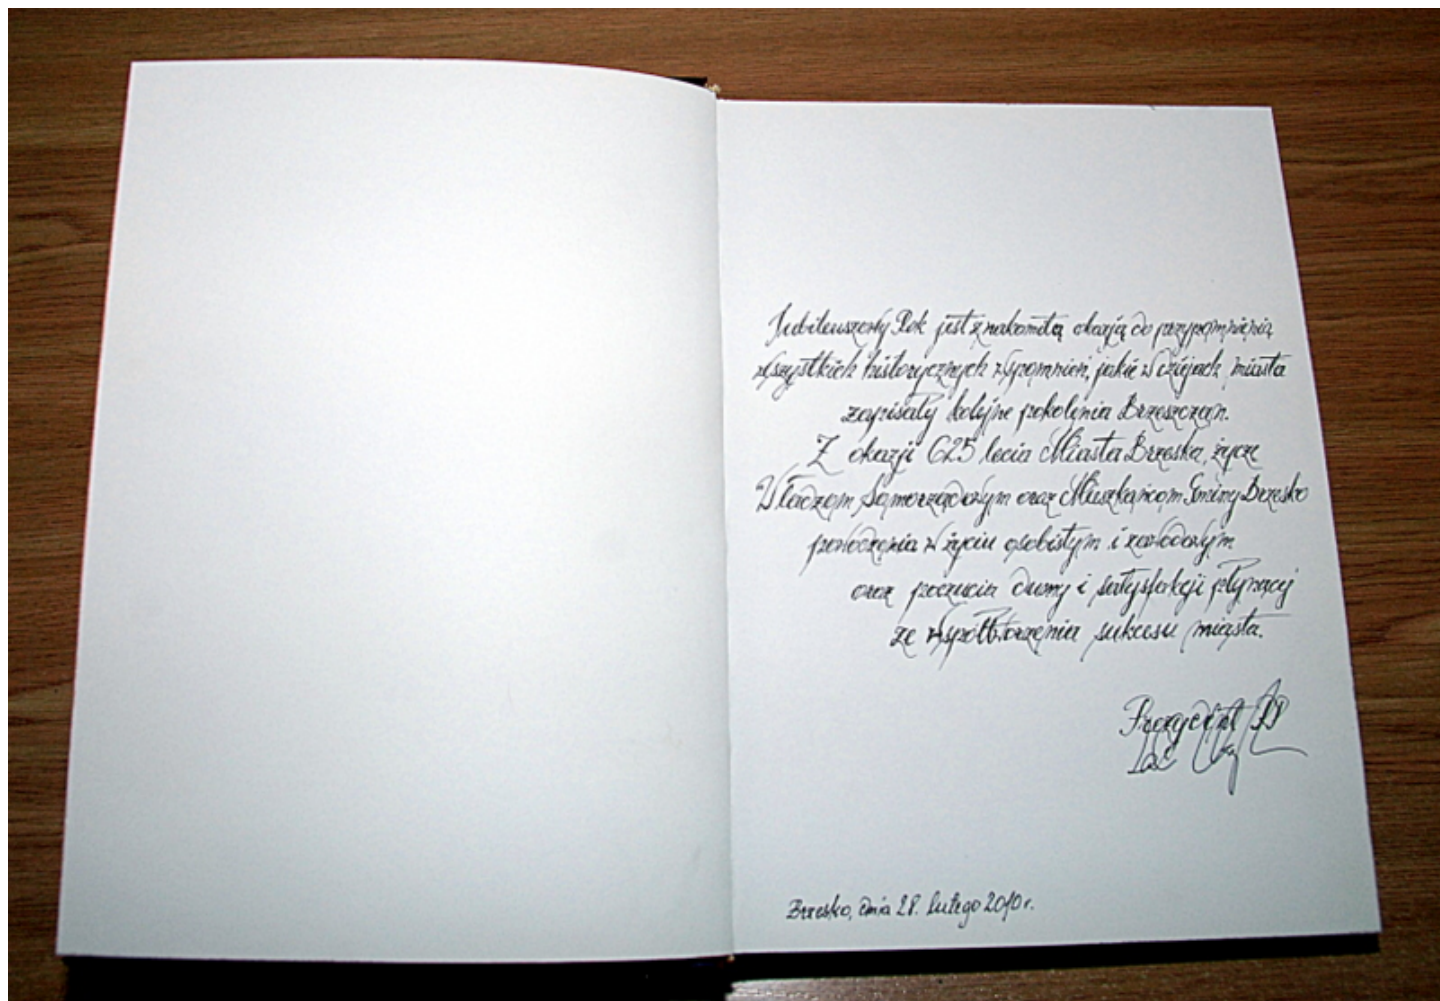 Jubileuszowy Rok jest znakomitą okazją do przypomnienia
wszystkich historycznych wspomnień, jakie w dziejach miasta
zapisały kolejne pokolenia Brzeszczan.
Z okazji 625 lecia Miasta Brzeska, życzę
Władzom Samorządowym oraz Mieszkańcom Gminy Brzesko
powodzenia w życiu osobistym i zawodowym
oraz poczucia dumy i satysfakcji płynącej
ze współtworzenia sukcesu miasta.
Prezydent RP
Brzesko, dnia 28. lutego 2010 r.